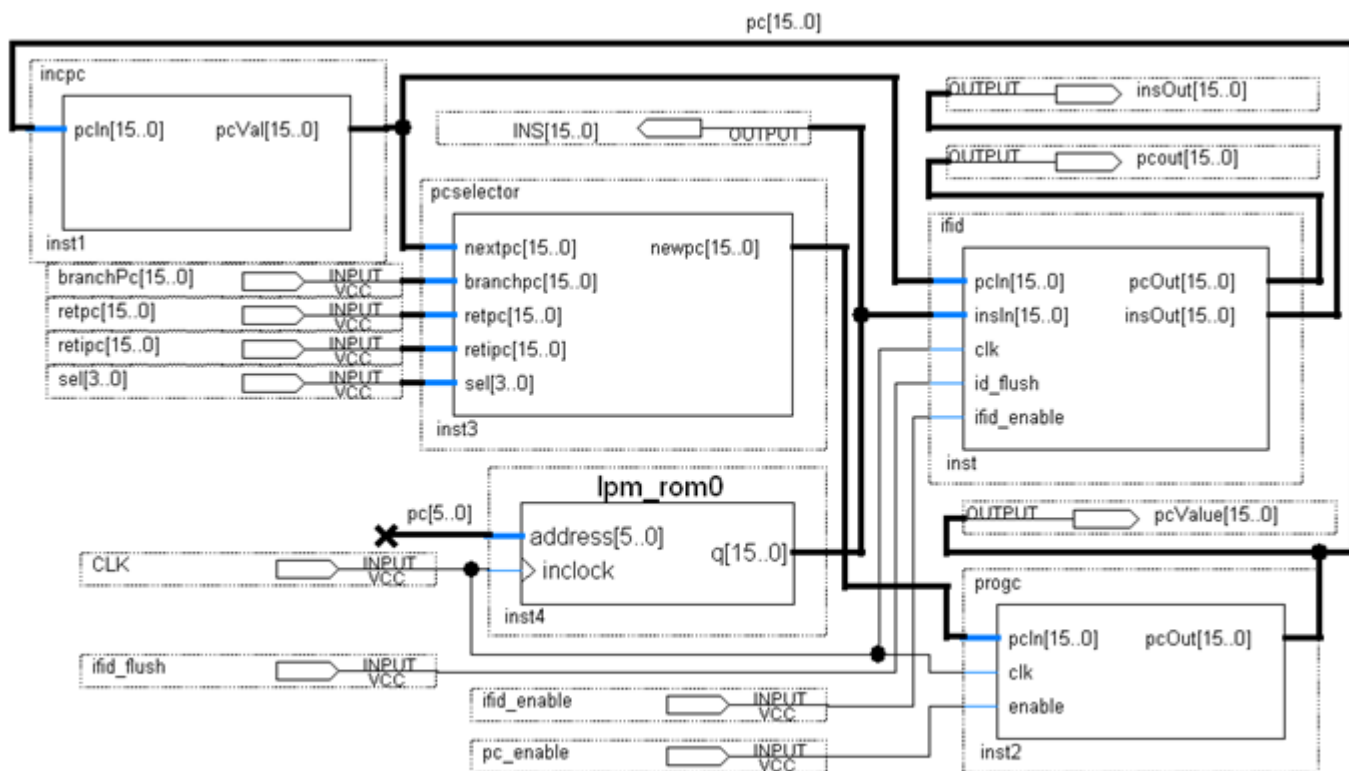 pc[15..0]
incpc
pcIn[15..0] pcVal[15..0]
inst1
INS[15..0] OUTPUT
OUTPUT insOut[15..0]
OUTPUT pcout[15..0]
pcselector
nextpc[15..0] newpc[15..0]
branchpc[15..0]
retpc[15..0]
retipc[15..0]
sel[3..0]
inst3
branchPc[15..0] INPUT
VCC
retpc[15..0] INPUT
VCC
retipc[15..0] INPUT
VCC
sel[3..0] INPUT
VCC
ifid
pcIn[15..0] pcOut[15..0]
insIn[15..0] insOut[15..0]
clk
id_flush
ifid_enable
inst
lpm_rom0
pc[5..0]
address[5..0]
q[15..0]
inclock
inst4
CLK INPUT
VCC
OUTPUT pcValue[15..0]
progc
pcIn[15..0] pcOut[15..0]
clk
enable
inst2
ifid_flush INPUT
VCC
ifid_enable INPUT
VCC
pc_enable INPUT
VCC